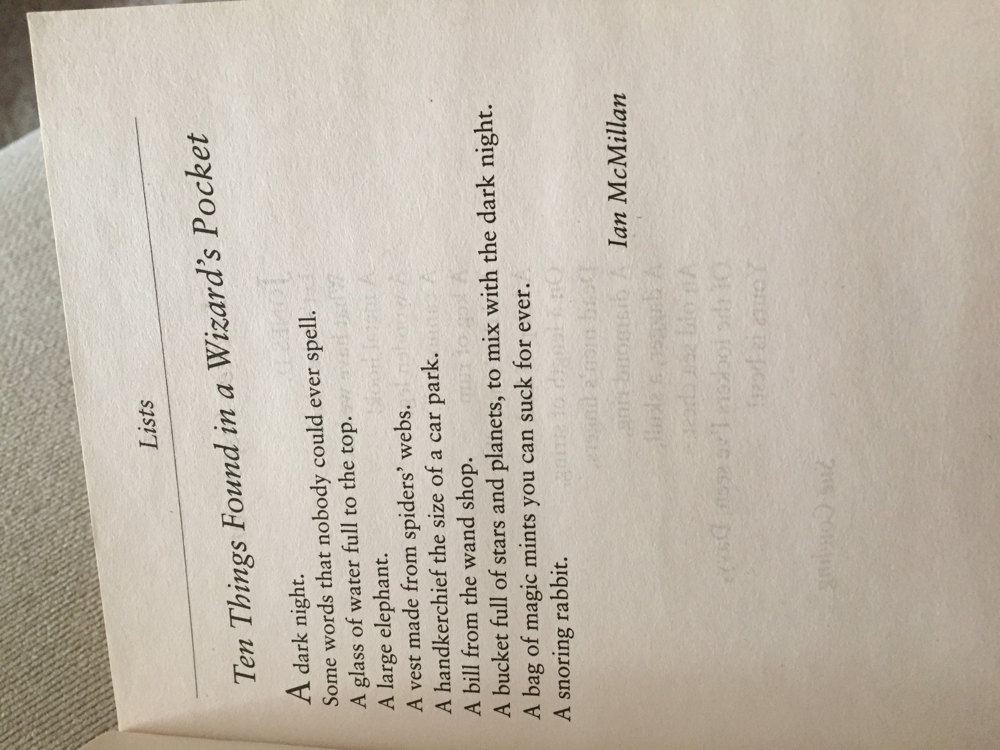 Lists
Ten Things Found in a Wizard's Pocket
A dark night.
Some words that nobody could ever spell.
A glass of water full to the top.
A large elephant.
A vest made from spiders' webs.
A handkerchief the size of a car park.
A bill from the wand shop.
A bucket full of stars and planets, to mix with the dark night.
A bag of magic mints you can suck for ever.
A snoring rabbit.
Ian McMillan